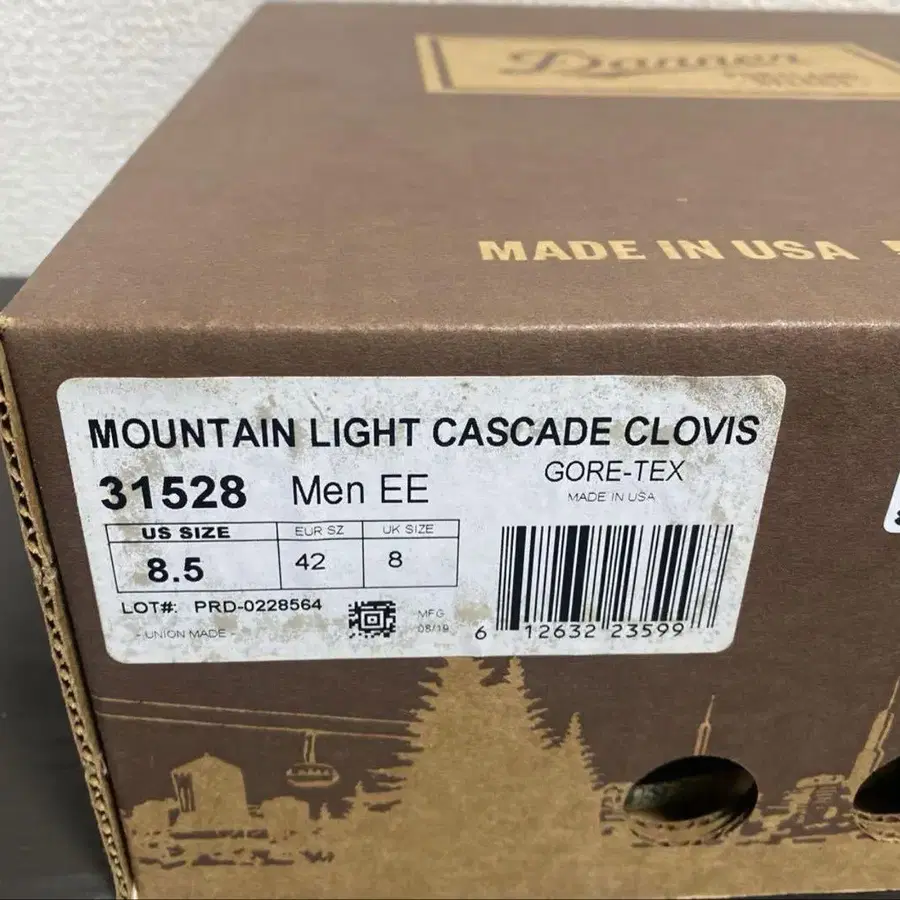 Danner
MADE IN USA
MOUNTAIN LIGHT CASCADE CLOVIS
31528 Men EE GORE-TEX
MADE IN USA
US SIZE EUR SZ UK SIZE
8.5 42 8
LOT#: PRD-0228564
MFG
- UNION MADE - 08/19
6 12632 23599